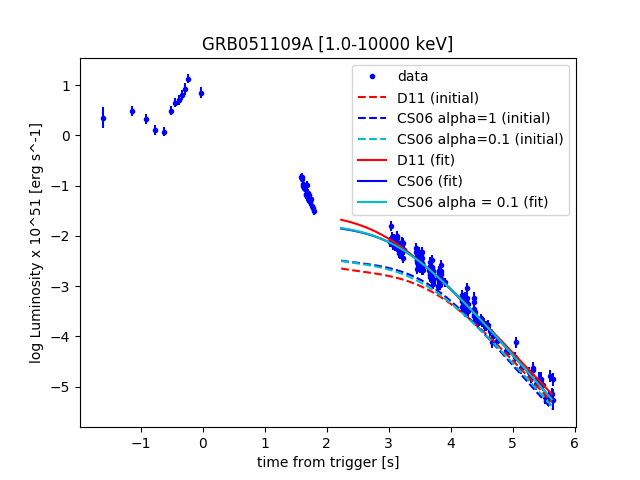 GRB051109A [1.0-10000 keV]
log Luminosity x 10^51 [erg s^-1]
1
0
−1
−2
−3
−4
−5
data
D11 (initial)
CS06 alpha=1 (initial)
CS06 alpha=0.1 (initial)
D11 (fit)
CS06 (fit)
CS06 alpha = 0.1 (fit)
−1
0
1
2
3
4
5
6
time from trigger [s]